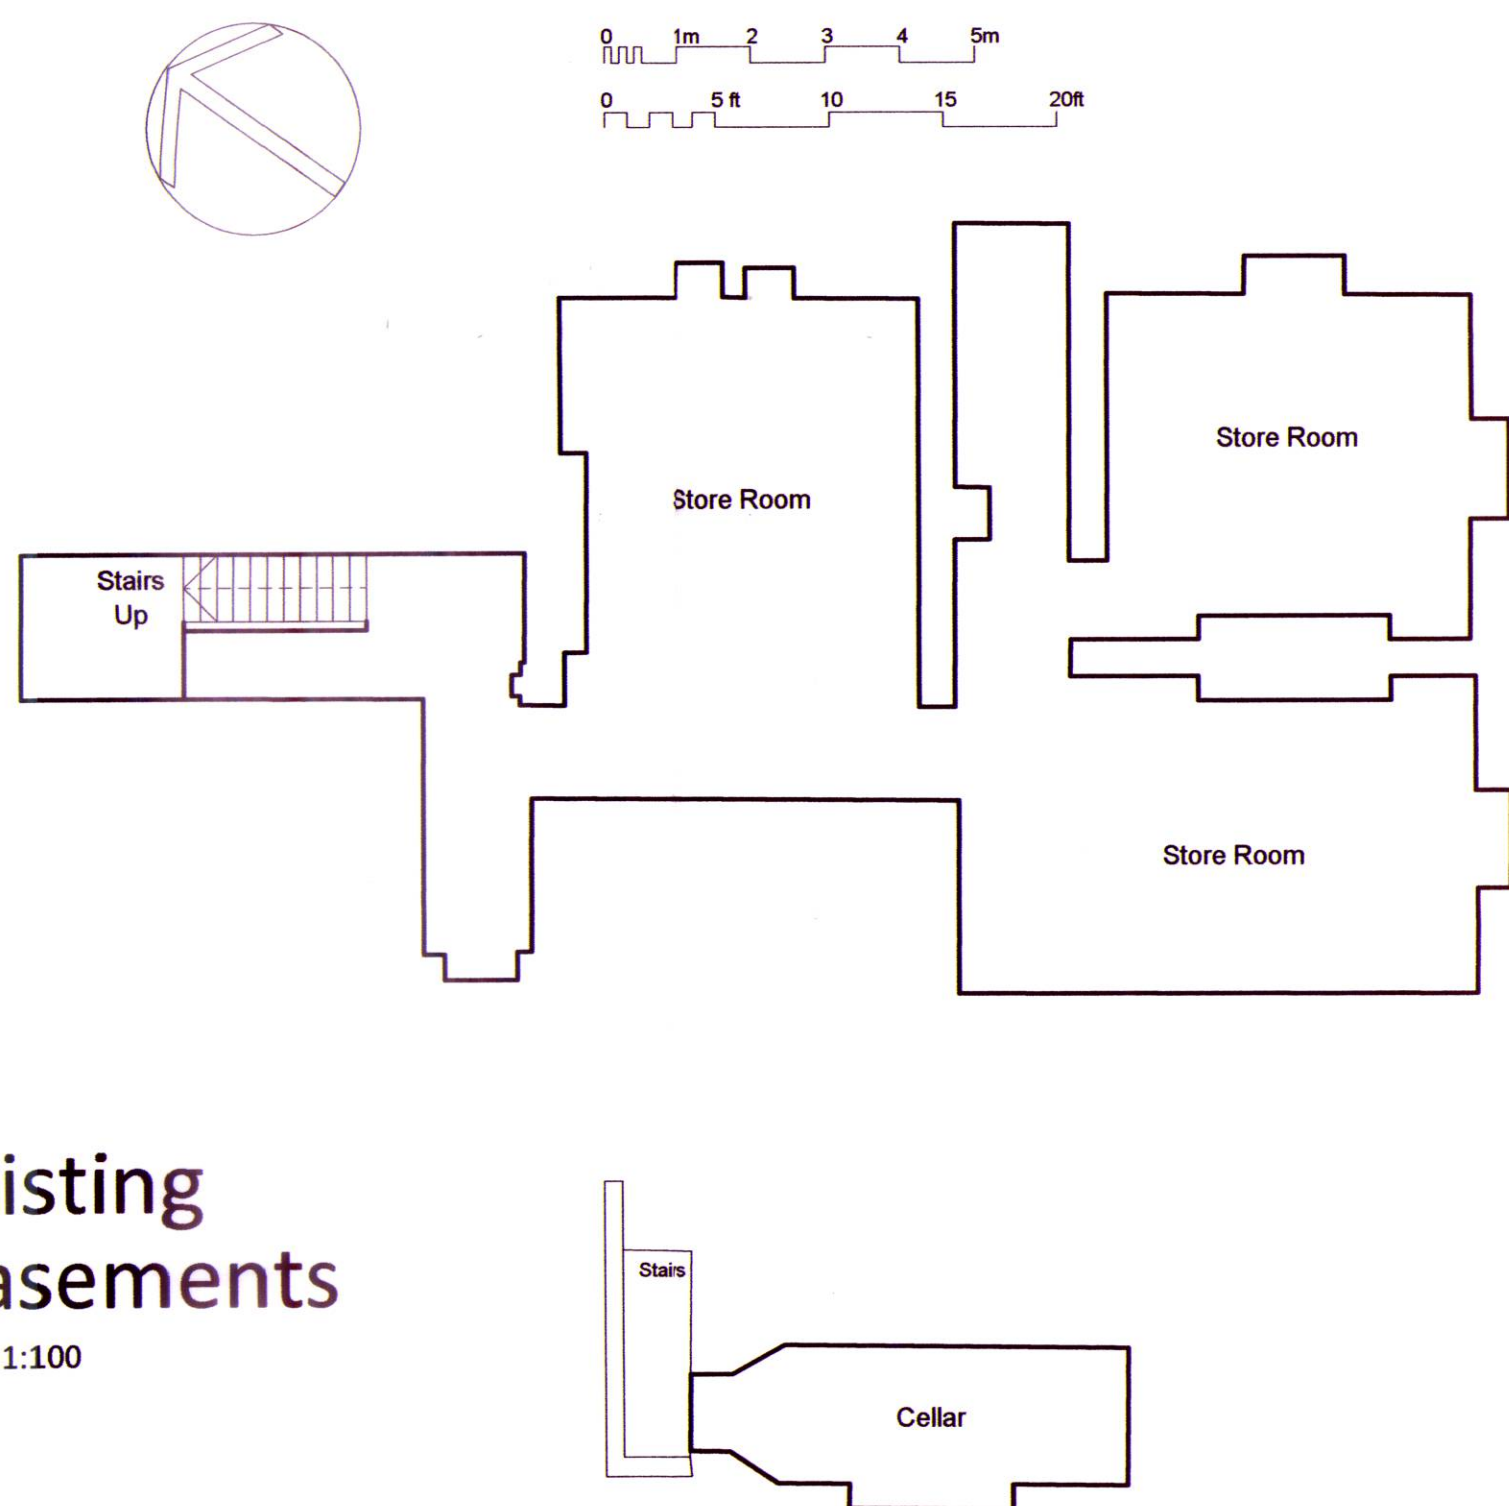 0 1m 2 3 4 5m
0 5 ft 10 15 20ft
Store Room
Store Room
Stairs
Up
Store Room
isting
asements
1:100
Stairs
Cellar